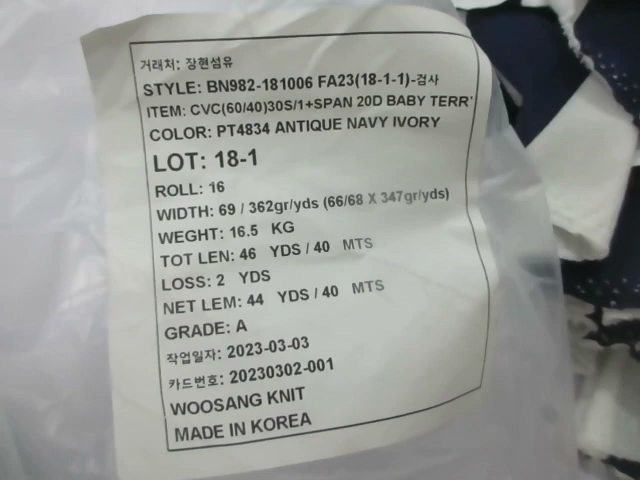 거래처: 장현섬유
STYLE: BN982-181006 FA23(18-1-1)-검사
ITEM: CVC(60/40)30S/1+SPAN 20D BABY TERR'
COLOR: PT4834 ANTIQUE NAVY IVORY
LOT: 18-1
ROLL: 16
WIDTH: 69 / 362gr/yds (66/68 X 347gr/yds)
WEGHT: 16.5 KG
TOT LEN: 46 YDS / 40 MTS
LOSS: 2 YDS
NET LEM: 44 YDS / 40 MTS
GRADE: A
작업일자: 2023-03-03
카드번호: 20230302-001
WOOSANG KNIT
MADE IN KOREA